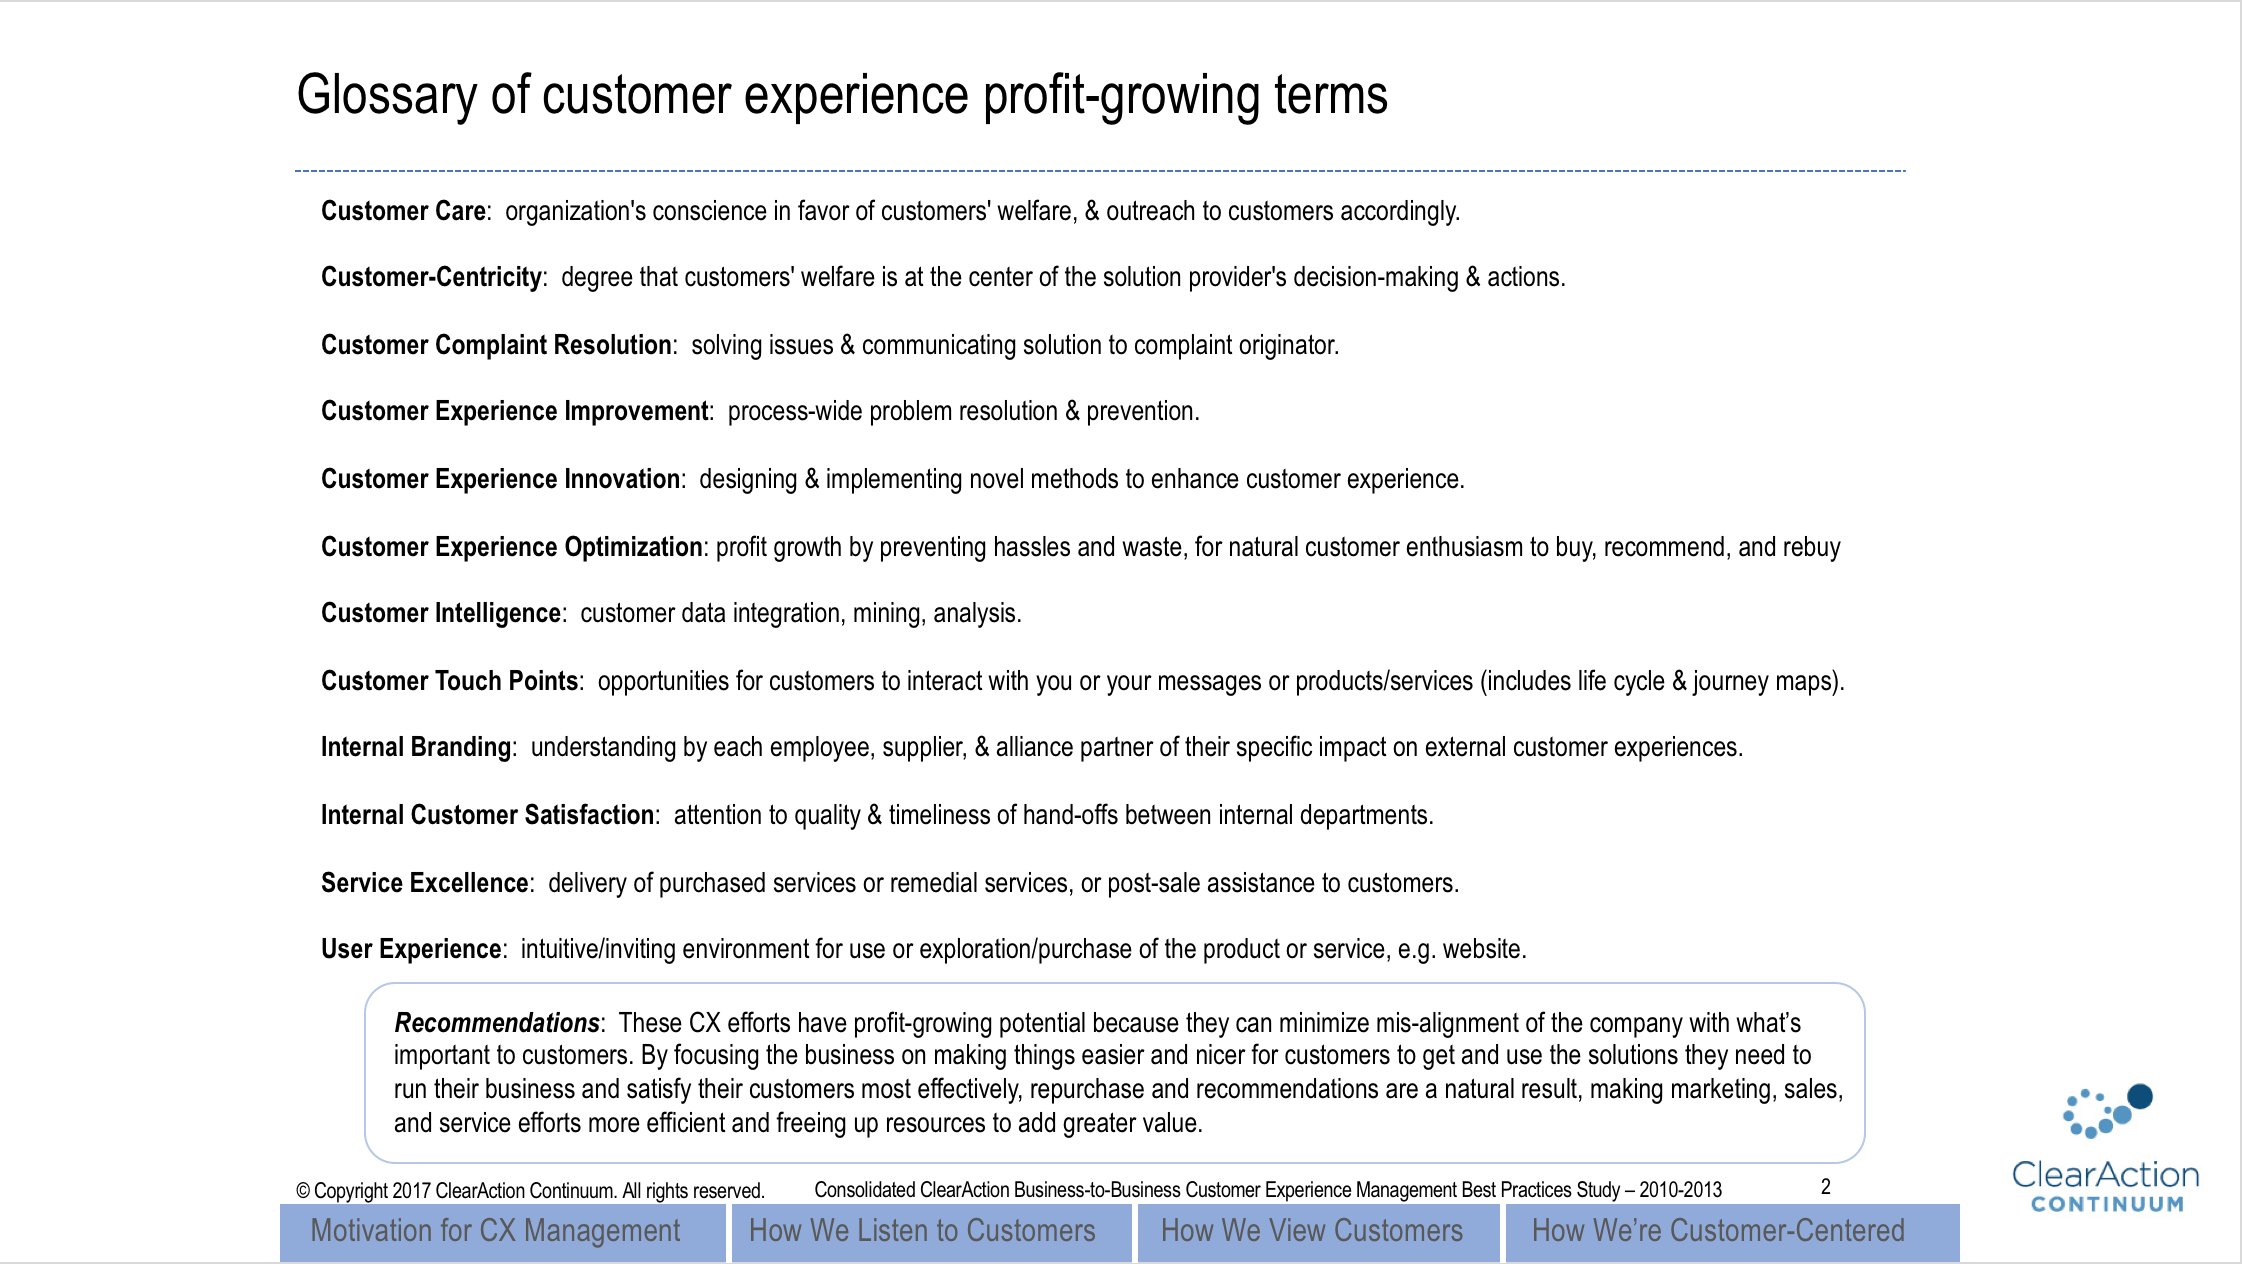 Glossary of customer experience profit-growing terms
Customer Care:  organization's conscience in favor of customers' welfare, & outreach to customers accordingly.
Customer-Centricity:  degree that customers' welfare is at the center of the solution provider's decision-making & actions.
Customer Complaint Resolution:  solving issues & communicating solution to complaint originator.
Customer Experience Improvement:  process-wide problem resolution & prevention.
Customer Experience Innovation:  designing & implementing novel methods to enhance customer experience.
Customer Experience Optimization: profit growth by preventing hassles and waste, for natural customer enthusiasm to buy, recommend, and rebuy
Customer Intelligence:  customer data integration, mining, analysis.
Customer Touch Points:  opportunities for customers to interact with you or your messages or products/services (includes life cycle & journey maps).
Internal Branding:  understanding by each employee, supplier, & alliance partner of their specific impact on external customer experiences.
Internal Customer Satisfaction:  attention to quality & timeliness of hand-offs between internal departments.
Service Excellence:  delivery of purchased services or remedial services, or post-sale assistance to customers.
User Experience:  intuitive/inviting environment for use or exploration/purchase of the product or service, e.g. website.
Recommendations:  These CX efforts have profit-growing potential because they can minimize mis-alignment of the company with what’s
important to customers. By focusing the business on making things easier and nicer for customers to get and use the solutions they need to
run their business and satisfy their customers most effectively, repurchase and recommendations are a natural result, making marketing, sales,
and service efforts more efficient and freeing up resources to add greater value.
© Copyright 2017 ClearAction Continuum. All rights reserved.
Consolidated ClearAction Business-to-Business Customer Experience Management Best Practices Study – 2010-2013
2
Motivation for CX Management
How We Listen to Customers
How We View Customers
How We’re Customer-Centered
ClearAction
CONTINUUM